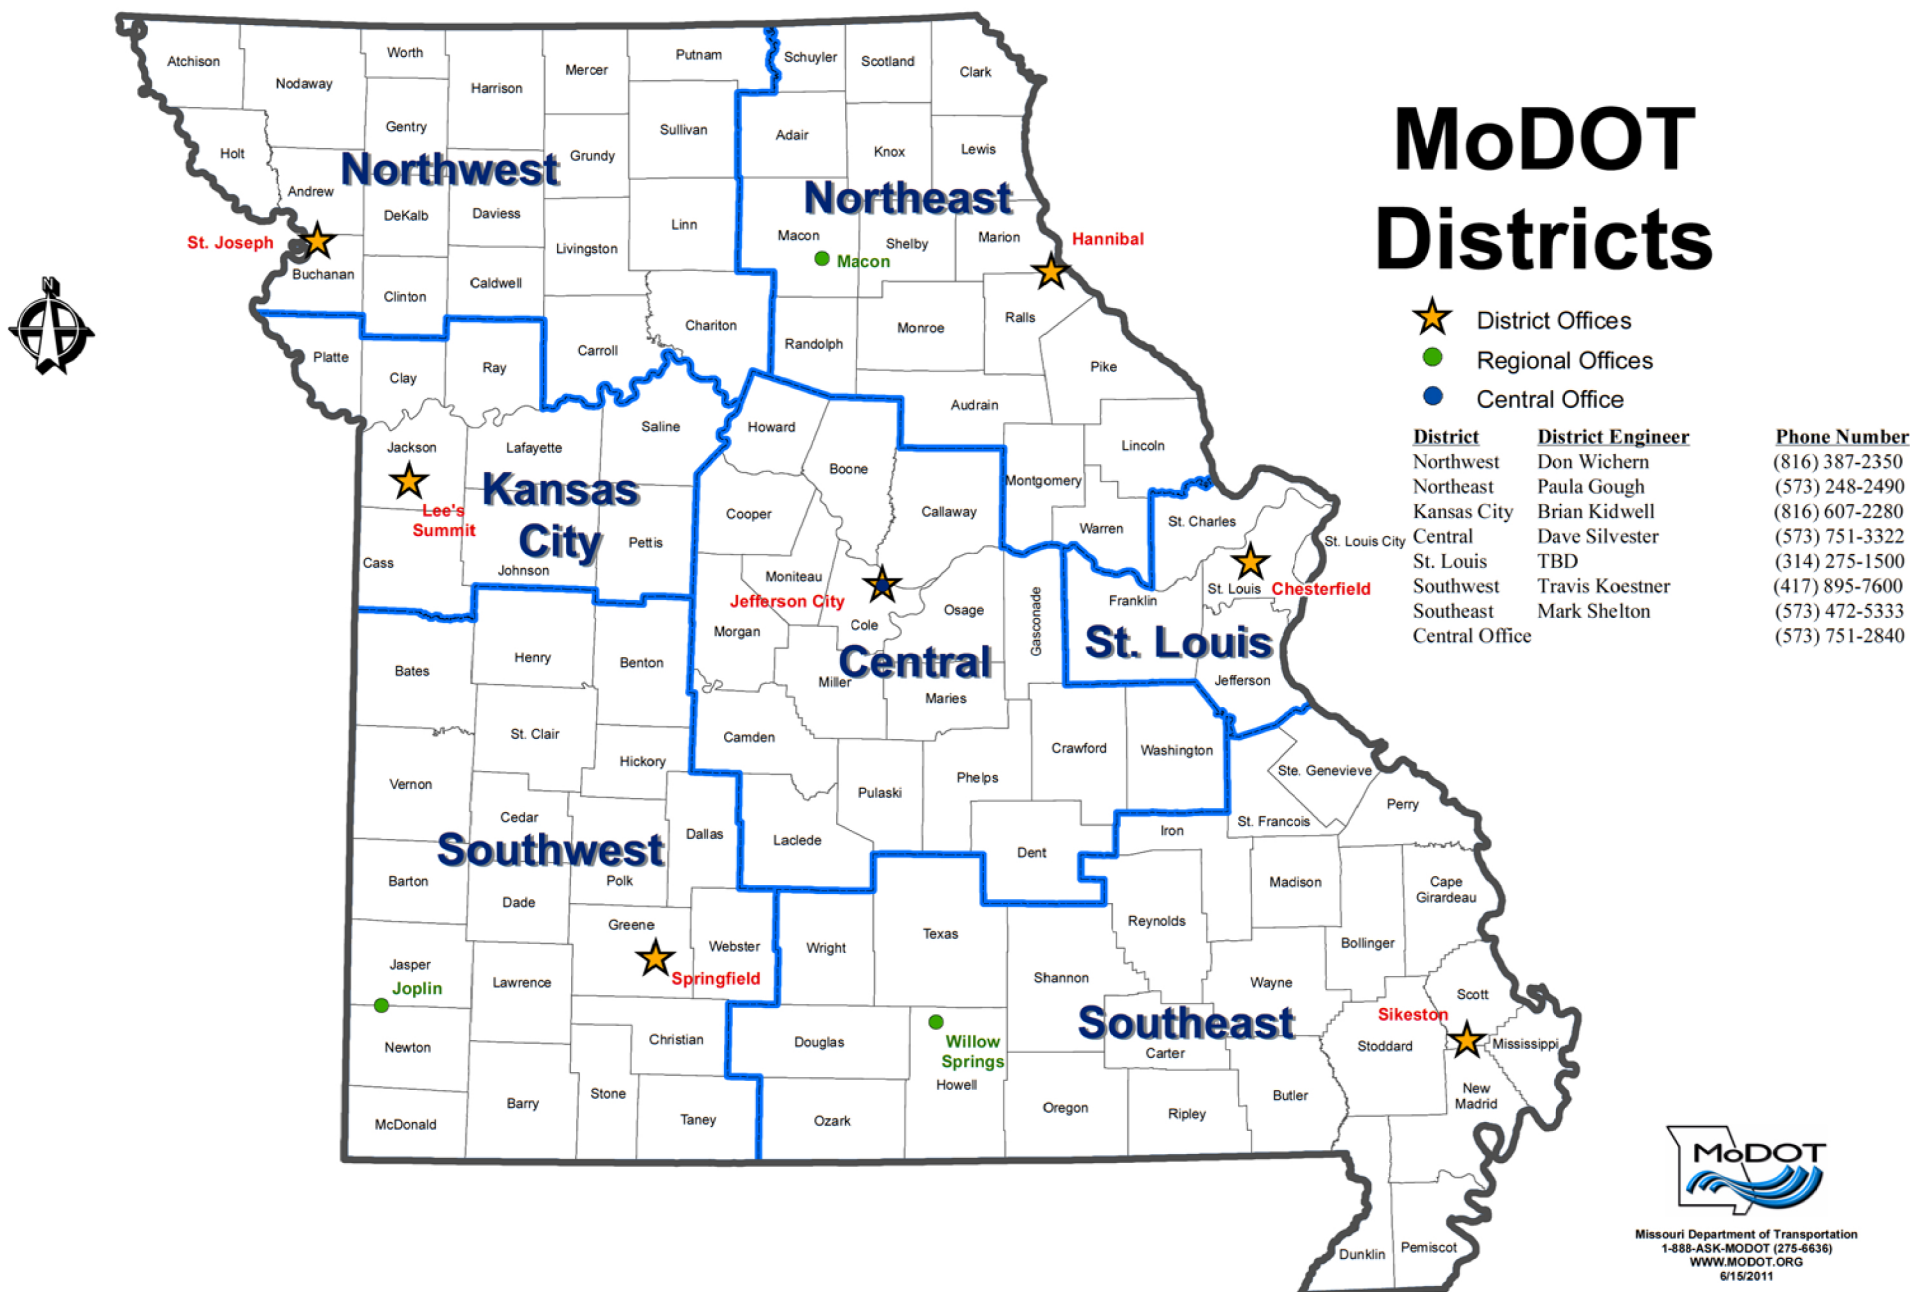 MoDOT
Districts
District Offices
Regional Offices
Central Office
District District Engineer Phone Number
Northwest Don Wichern (816) 387-2350
Northeast Paula Gough (573) 248-2490
Kansas City Brian Kidwell (816) 607-2280
Central Dave Silvester (573) 751-3322
St. Louis TBD (314) 275-1500
Southwest Travis Koestner (417) 895-7600
Southeast Mark Shelton (573) 472-5333
Central Office (573) 751-2840
N
Northwest
Atchison
Nodaway
Worth
Harrison
Mercer
Putnam
Gentry
Sullivan
Grundy
Holt
Andrew
DeKalb
Daviess
Linn
Livingston
St. Joseph
Buchanan
Clinton
Caldwell
Chariton
Carroll
Northeast
Schuyler
Scotland
Clark
Adair
Knox
Lewis
Macon
Macon
Shelby
Marion
Hannibal
Randolph
Monroe
Ralls
Pike
Audrain
Lincoln
Montgomery
Warren
Kansas
City
Platte
Clay
Ray
Jackson
Lafayette
Saline
Lee's
Summit
Cass
Johnson
Pettis
Central
Howard
Boone
Cooper
Callaway
Moniteau
Jefferson City
Cole
Osage
Gasconade
Morgan
Miller
Maries
Camden
Pulaski
Phelps
Crawford
Washington
Laclede
Dent
St. Louis
St. Charles
St. Louis City
St. Louis
Chesterfield
Franklin
Jefferson
Southwest
Bates
Henry
Benton
St. Clair
Hickory
Vernon
Cedar
Dallas
Polk
Barton
Dade
Greene
Webster
Springfield
Jasper
Joplin
Lawrence
Newton
Christian
Stone
Barry
Taney
McDonald
Southeast
Ste. Genevieve
Perry
St. Francois
Iron
Madison
Cape
Girardeau
Reynolds
Bollinger
Wright
Texas
Shannon
Wayne
Scott
Sikeston
Mississippi
Stoddard
Douglas
Willow
Springs
Howell
Carter
New
Madrid
Butler
Ozark
Oregon
Ripley
Dunklin
Pemiscot
MoDOT
Missouri Department of Transportation
1-888-ASK-MODOT (275-6636)
WWW.MODOT.ORG
6/15/2011